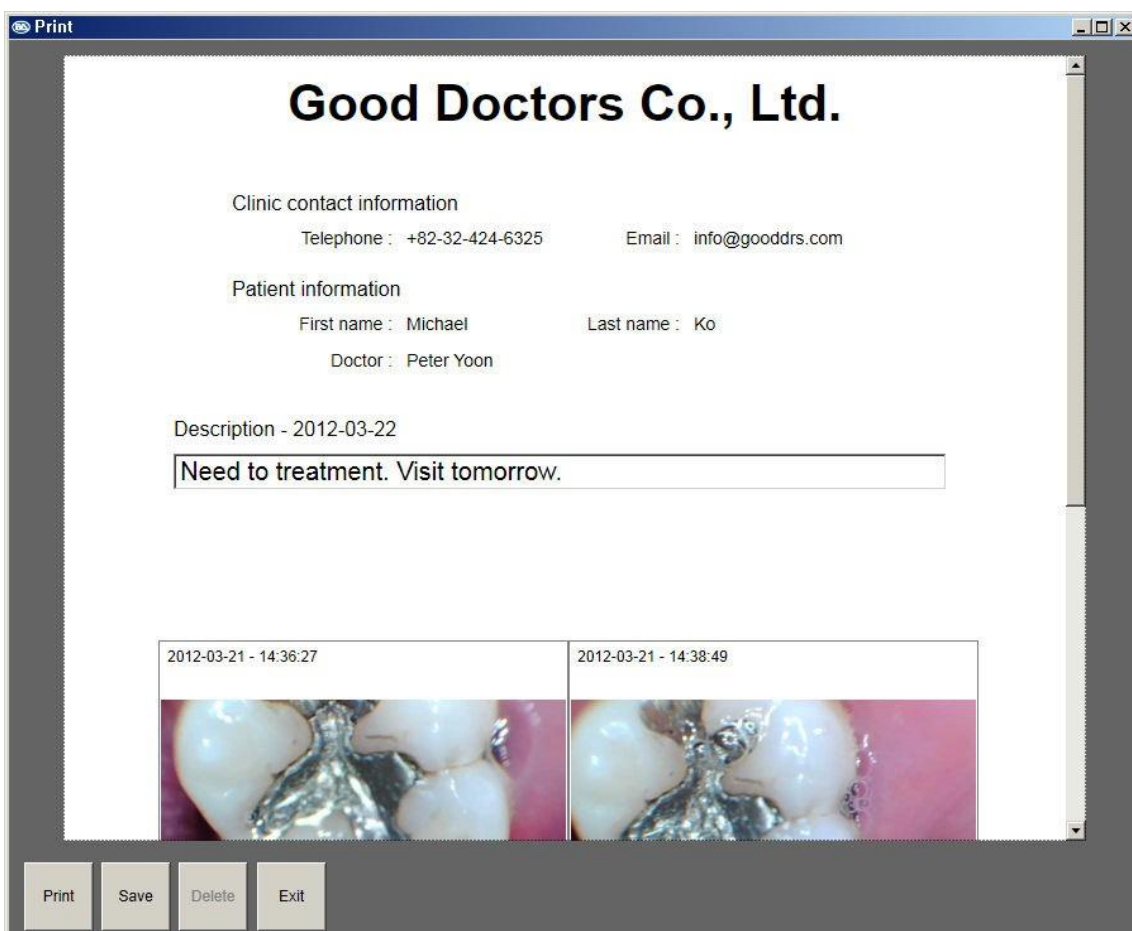 Print
Good Doctors Co., Ltd.
Clinic contact information
Telephone : +82-32-424-6325 Email : info@gooddrs.com
Patient information
First name : Michael Last name : Ko
Doctor : Peter Yoon
Description - 2012-03-22
Need to treatment. Visit tomorrow.
2012-03-21 - 14:36:27 2012-03-21 - 14:38:49
Print Save Delete Exit